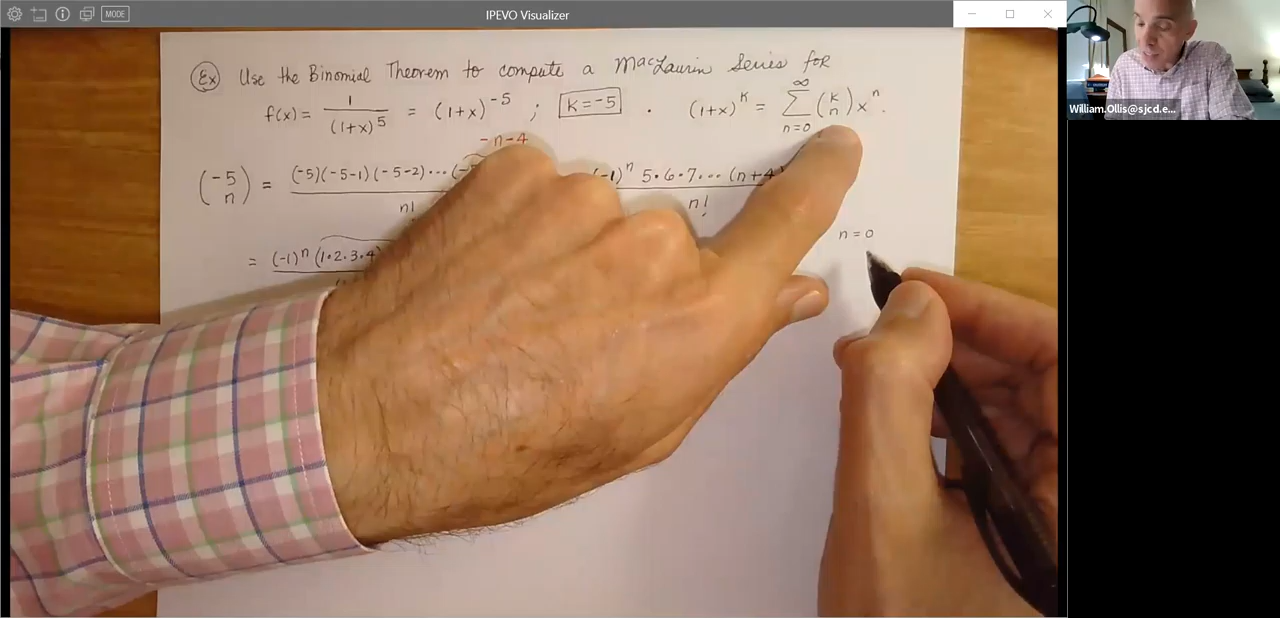 IPEVO Visualizer
MODE
Ex Use the Binomial Theorem to compute a MacLaurin Series for
f(x) = 1/(1+x)^5 = (1+x)^-5 ; K = -5 . (1+x)^K = ∑_{n=0}^∞ (K n) x^n.
-n-4
(-5 n) = (-5)(-5-1)(-5-2)...(-5 / n! -1)^n 5·6·7... (n+4) / n!
n = 0
= (-1)^n (1·2·3·4)
William.Ollis@sjcd.e...